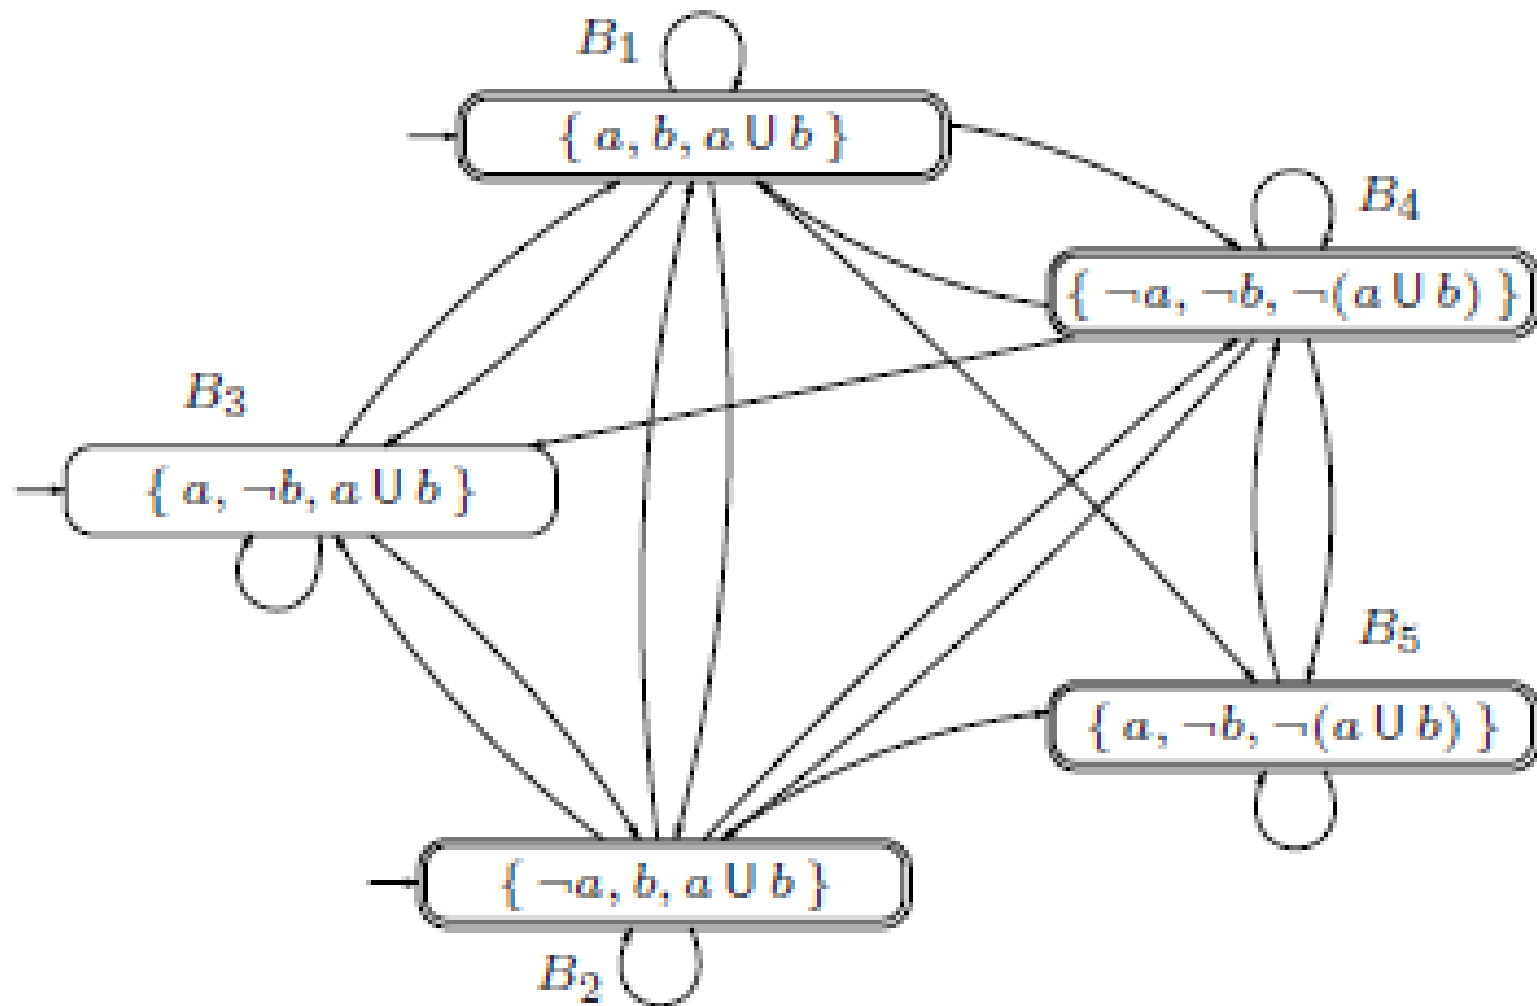 B₁
{ a, b, a U b }
B₄
{ ¬a, ¬b, ¬(a U b) }
B₃
{ a, ¬b, a U b }
B₅
{ a, ¬b, ¬(a U b) }
{ ¬a, b, a U b }
B₂